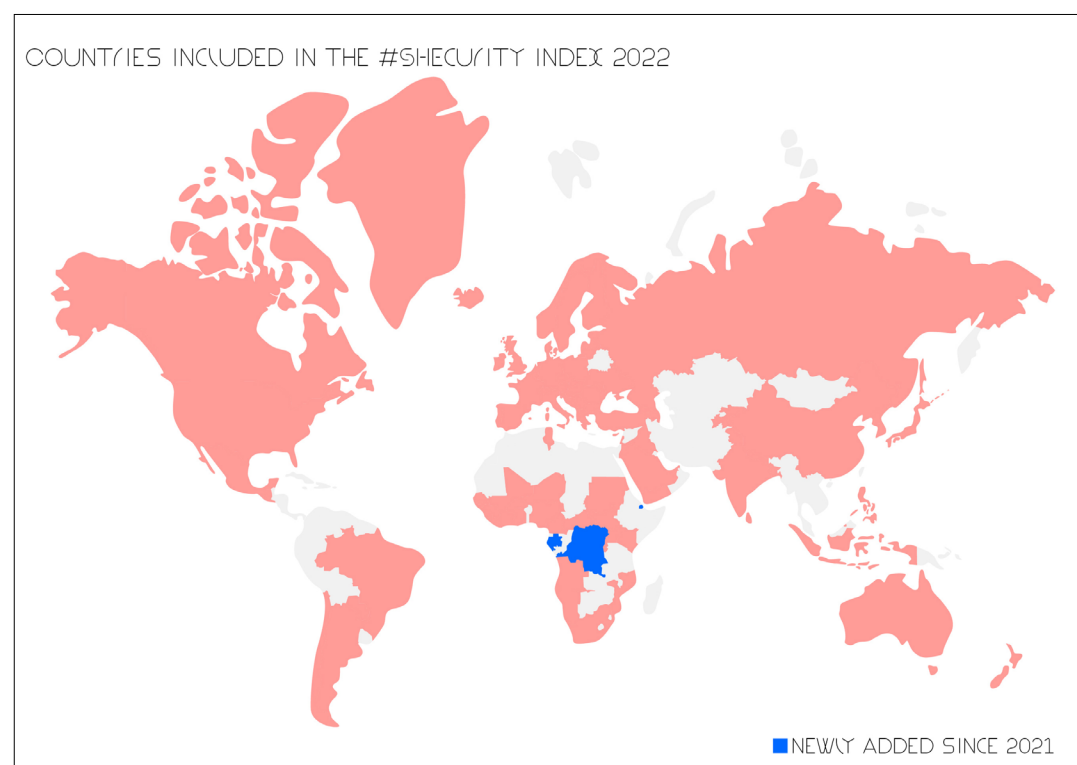 COUNTRIES INCLUDED IN THE #SHECURITY INDEX 2022
NEWLY ADDED SINCE 2021